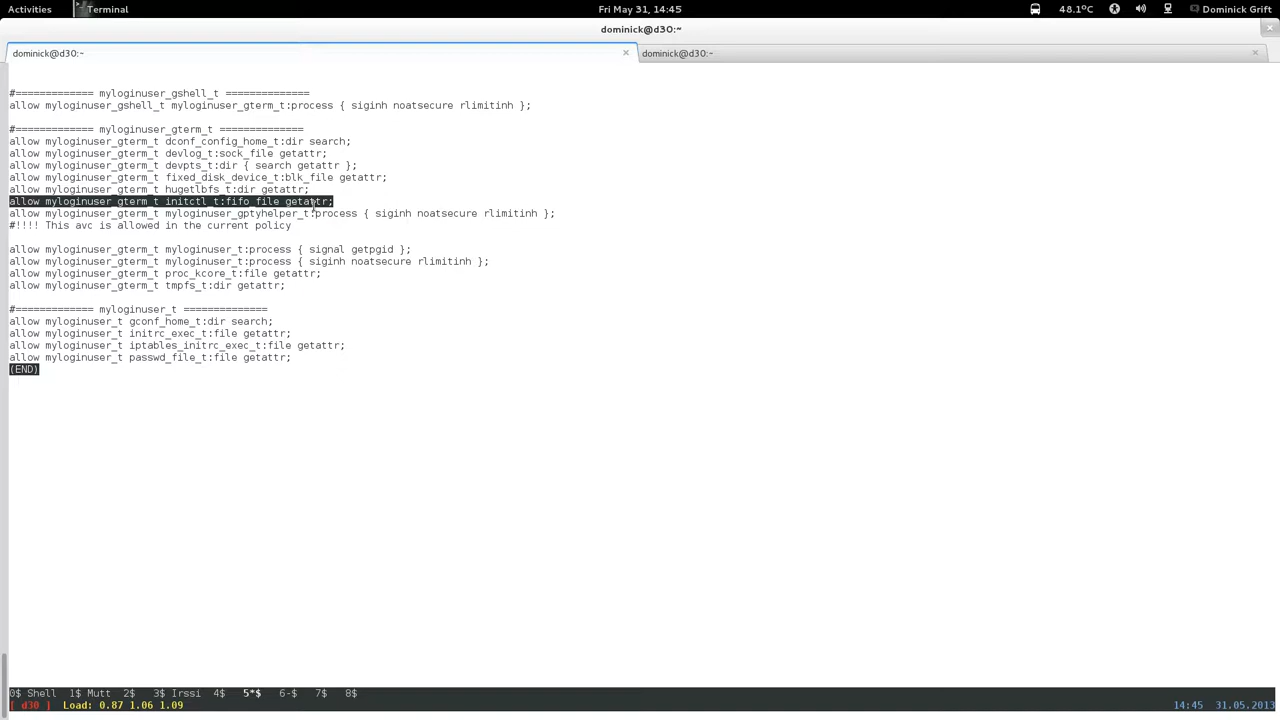 Activities Terminal Fri May 31, 14:45 48.1°C Dominick Grift
dominick@d30:~
dominick@d30:~ × dominick@d30:~ ×
#============= myloginuser_gshell_t ==============
allow myloginuser_gshell_t myloginuser_gterm_t:process { siginh noatsecure rlimitinh };
#============= myloginuser_gterm_t ==============
allow myloginuser_gterm_t dconf_config_home_t:dir search;
allow myloginuser_gterm_t devlog_t:sock_file getattr;
allow myloginuser_gterm_t devpts_t:dir { search getattr };
allow myloginuser_gterm_t fixed_disk_device_t:blk_file getattr;
allow myloginuser_gterm_t hugetlbfs_t:dir getattr;
allow myloginuser_gterm_t initctl_t:fifo_file getattr;
allow myloginuser_gterm_t myloginuser_gptyhelper_t:process { siginh noatsecure rlimitinh };
#!!!! This avc is allowed in the current policy
allow myloginuser_gterm_t myloginuser_t:process { signal getpgid };
allow myloginuser_gterm_t myloginuser_t:process { siginh noatsecure rlimitinh };
allow myloginuser_gterm_t proc_kcore_t:file getattr;
allow myloginuser_gterm_t tmpfs_t:dir getattr;
#============= myloginuser_t ==============
allow myloginuser_t gconf_home_t:dir search;
allow myloginuser_t initrc_exec_t:file getattr;
allow myloginuser_t iptables_initrc_exec_t:file getattr;
allow myloginuser_t passwd_file_t:file getattr;
(END)
0$ Shell 1$ Mutt 2$ 3$ Irssi 4$ 5*$ 6-$ 7$ 8$
[ d30 ] Load: 0.87 1.06 1.09 14:45 31.05.2013